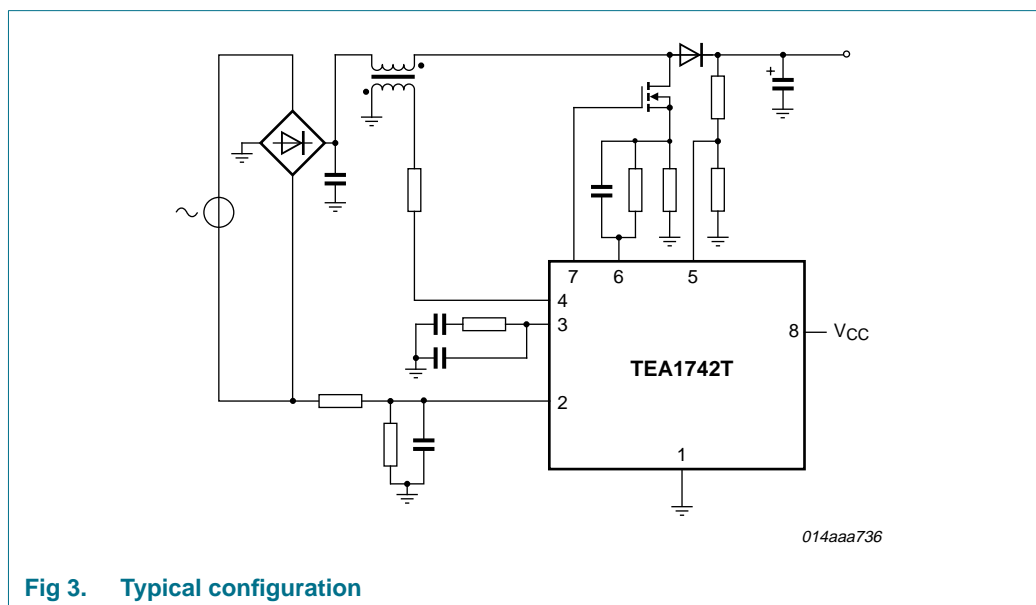 +
7
6
5
4
3
8
V_CC
TEA1742T
2
1
014aaa736
Fig 3. Typical configuration